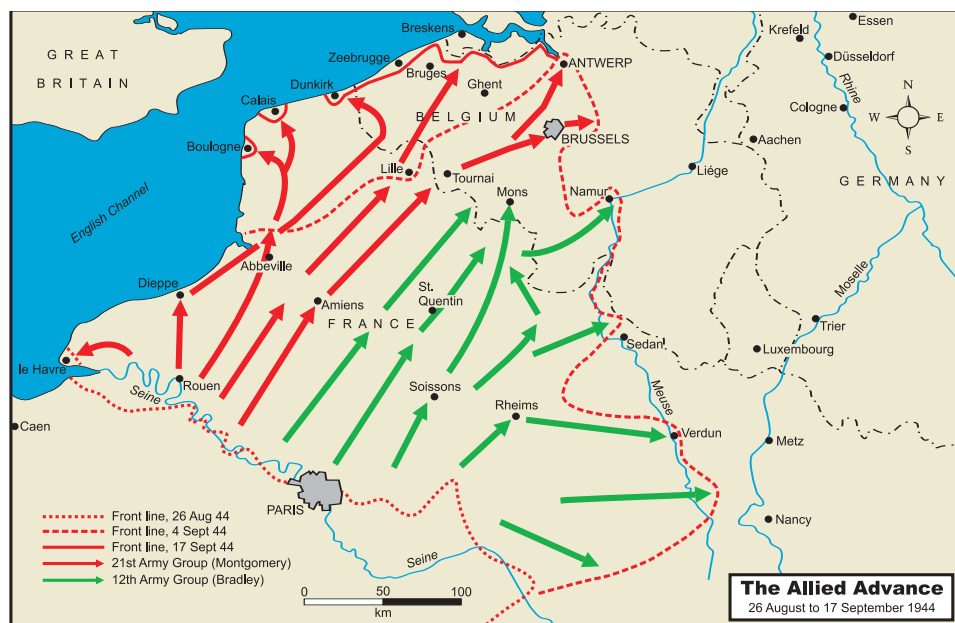 Breskens
Essen
Krefeld
GREAT
BRITAIN
Zeebrugge
Bruges
ANTWERP
Düsseldorf
Rhine
Dunkirk
Ghent
Calais
BELGIUM
Cologne
N
W
E
S
BRUSSELS
Aachen
Boulogne
Lille
Tournai
Liége
GERMANY
Mons
Namur
English Channel
Abbeville
Moselle
Dieppe
St.
Quentin
Amiens
FRANCE
Trier
Sedan
Luxembourg
le Havre
Rouen
Seine
Soissons
Meuse
Rheims
Caen
Verdun
Metz
PARIS
Nancy
Seine
Front line, 26 Aug 44
Front line, 4 Sept 44
Front line, 17 Sept 44
21st Army Group (Montgomery)
12th Army Group (Bradley)
0
50
100
km
The Allied Advance
26 August to 17 September 1944